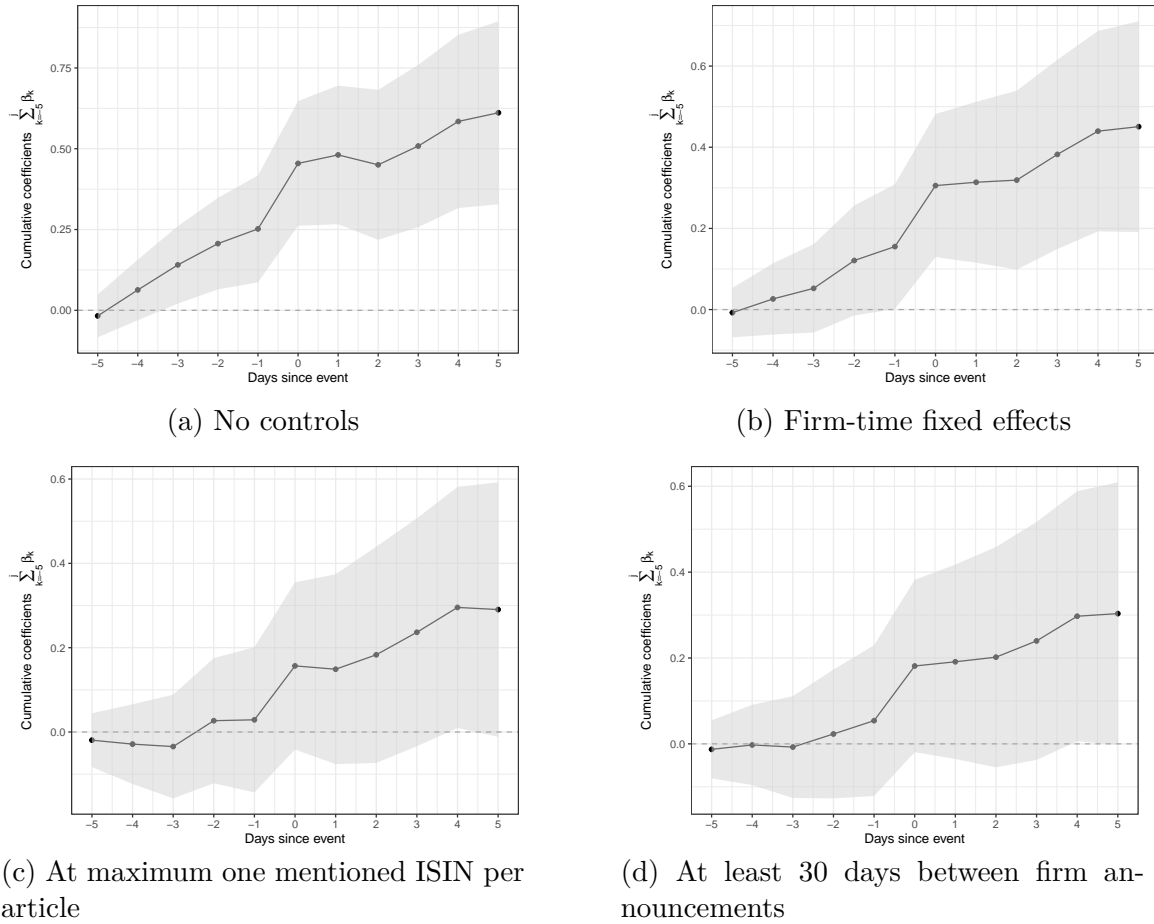 Cumulative coefficients ∑ j k=−5 βk
0.75
0.50
0.25
0.00
−5 −4 −3 −2 −1 0 1 2 3 4 5
Days since event
(a) No controls
Cumulative coefficients ∑ j k=−5 βk
0.6
0.4
0.2
0.0
−5 −4 −3 −2 −1 0 1 2 3 4 5
Days since event
(b) Firm-time fixed effects
Cumulative coefficients ∑ j k=−5 βk
0.6
0.4
0.2
0.0
−5 −4 −3 −2 −1 0 1 2 3 4 5
Days since event
(c) At maximum one mentioned ISIN per
article
Cumulative coefficients ∑ j k=−5 βk
0.6
0.4
0.2
0.0
−5 −4 −3 −2 −1 0 1 2 3 4 5
Days since event
(d) At least 30 days between firm an-
nouncements